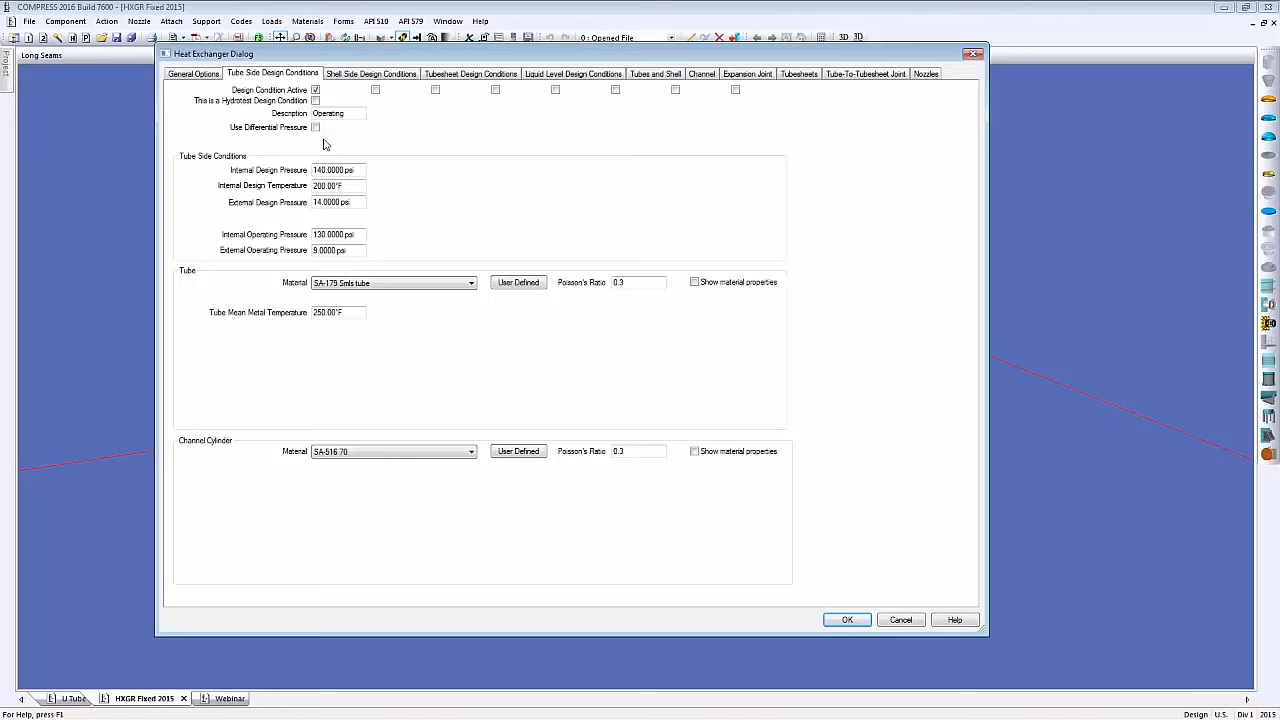 COMPRESS 2016 Build 7600 - [HXGR Fixed 2015]
File Component Action Nozzle Attach Support Codes Loads Materials Forms API 510 API 579 Window Help
0 : Opened File 3D 3D
Long Seams
Project
Heat Exchanger Dialog
General Options Tube Side Design Conditions Shell Side Design Conditions Tubesheet Design Conditions Liquid Level Design Conditions Tubes and Shell Channel Expansion Joint Tubesheets Tube-To-Tubesheet Joint Nozzles
Design Condition Active
This is a Hydrotest Design Condition
Description Operating
Use Differential Pressure
Tube Side Conditions
Internal Design Pressure 140.0000 psi
Internal Design Temperature 200.00°F
External Design Pressure 14.0000 psi
Internal Operating Pressure 130.0000 psi
External Operating Pressure 9.0000 psi
Tube
Material SA-179 Smls tube User Defined Poisson's Ratio 0.3 Show material properties
Tube Mean Metal Temperature 250.00°F
Channel Cylinder
Material SA-516 70 User Defined Poisson's Ratio 0.3 Show material properties
OK Cancel Help
U Tube HXGR Fixed 2015 Webinar
For Help, press F1 Design U.S. Div 1 2015